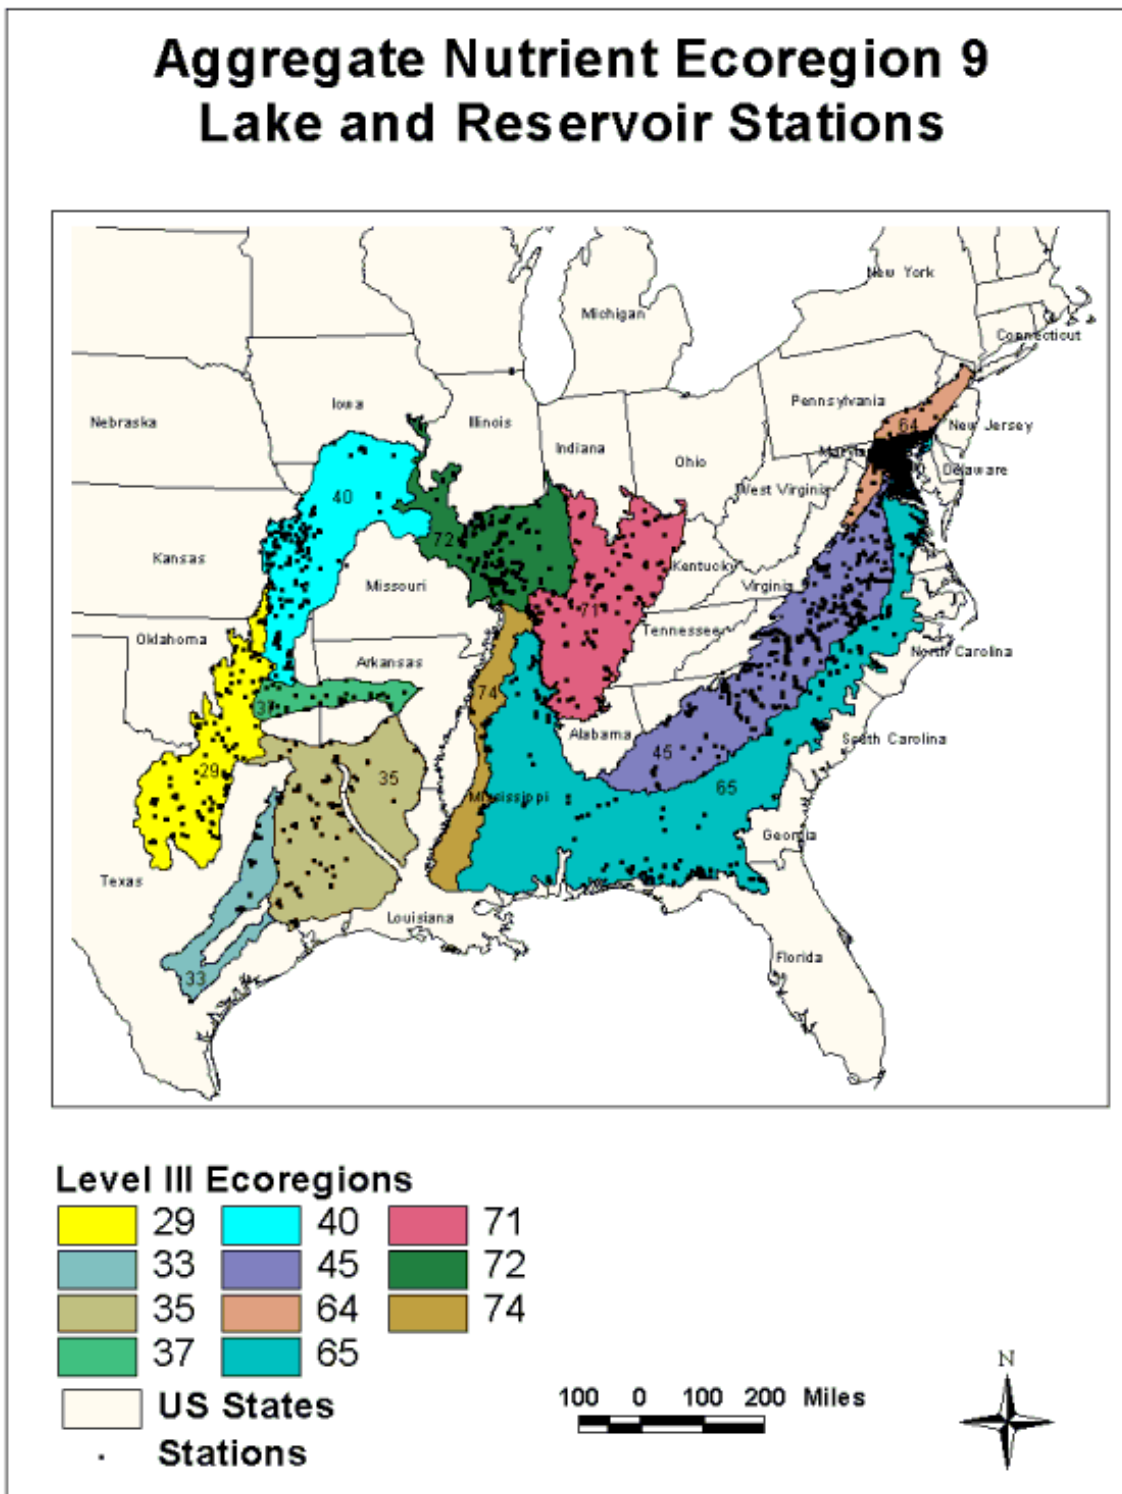 Aggregate Nutrient Ecoregion 9
Lake and Reservoir Stations
New York
Michigan
Connecticut
Iowa
Pennsylvania
Nebraska
Illinois
64
New Jersey
Indiana
Ohio
Delaware
West Virginia
40
72
Kansas
Missouri
Kentucky
Virginia
71
Oklahoma
Tennessee
Arkansas
North Carolina
74
37
Alabama
South Carolina
45
29
35
65
Mississippi
Georgia
Texas
Louisiana
Florida
33
Level III Ecoregions
29 40 71
33 45 72
35 64 74
37 65
US States
Stations
100 0 100 200 Miles
N